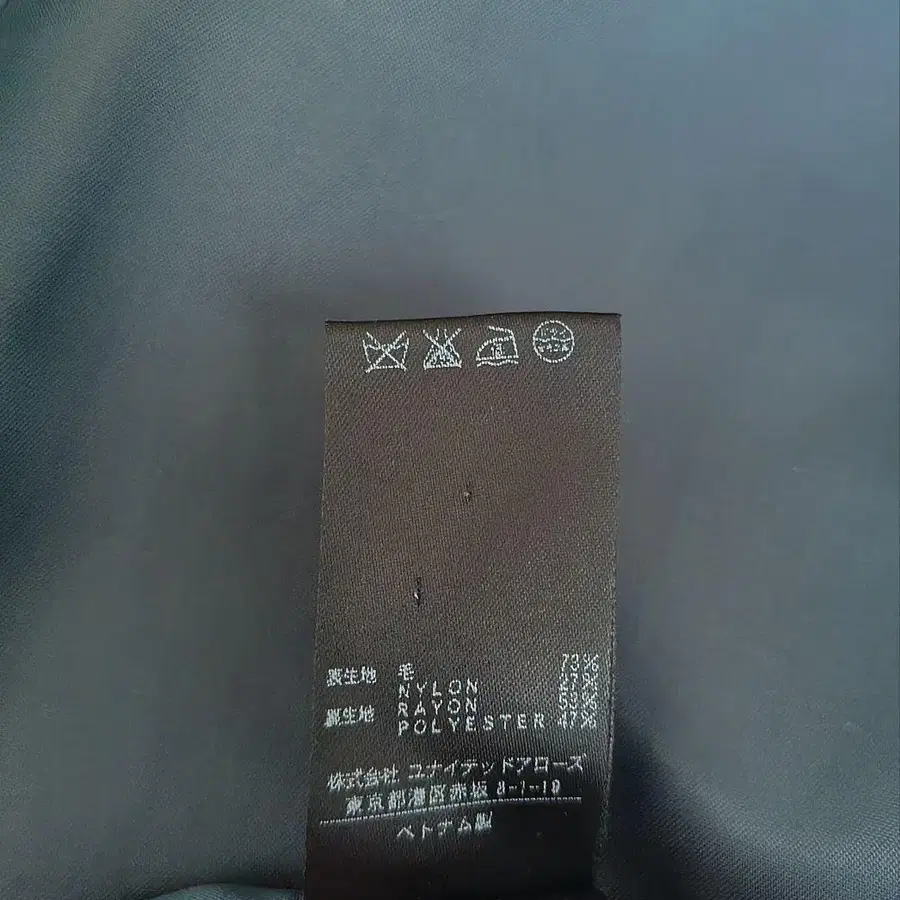 表生地 毛 73%
NYLON 27%
裏生地 RAYON 53%
POLYESTER 47%
株式会社 ユナイテッドアローズ
東京都港区赤坂 8-1-19
ベトナム製